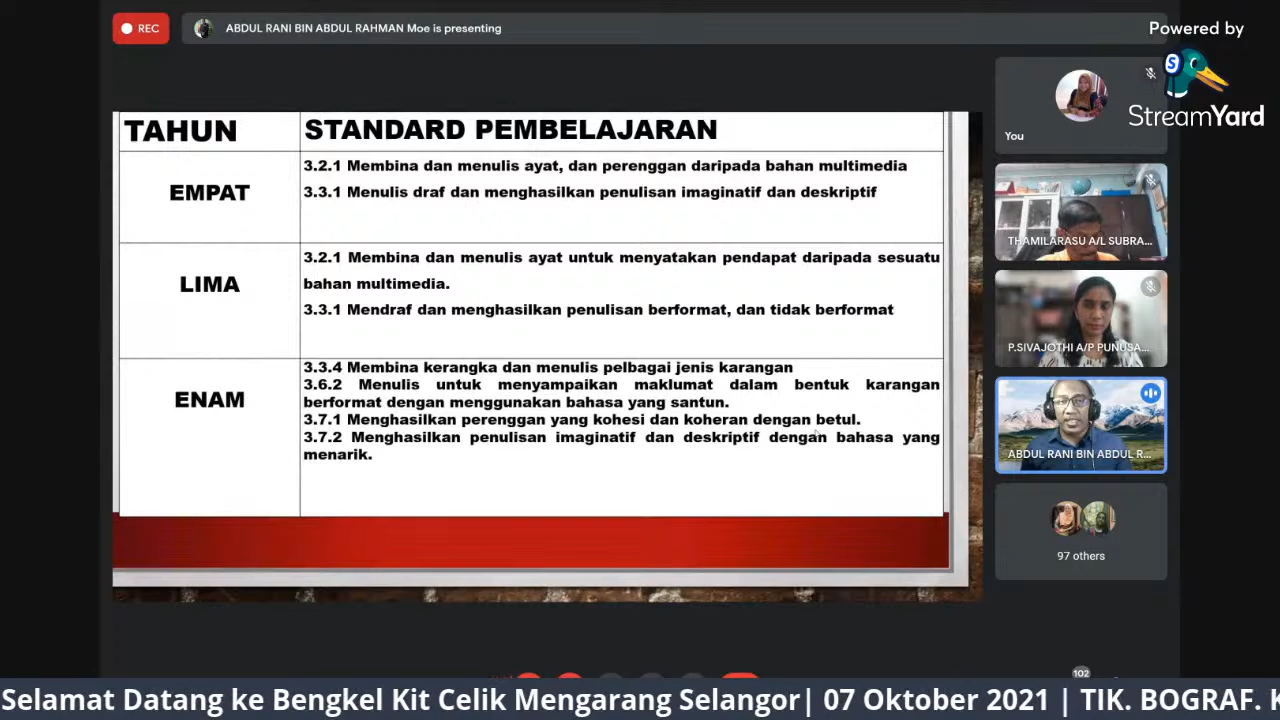 REC
ABDUL RANI BIN ABDUL RAHMAN Moe is presenting
Powered by
S
StreamYard
You
TAHUN
STANDARD PEMBELAJARAN
EMPAT
3.2.1 Membina dan menulis ayat, dan perenggan daripada bahan multimedia
3.3.1 Menulis draf dan menghasilkan penulisan imaginatif dan deskriptif
THAMILARASU A/L SUBRA...
LIMA
3.2.1 Membina dan menulis ayat untuk menyatakan pendapat daripada sesuatu
bahan multimedia.
3.3.1 Mendraf dan menghasilkan penulisan berformat, dan tidak berformat
P.SIVAJOTHI A/P PUNUSA...
ENAM
3.3.4 Membina kerangka dan menulis pelbagai jenis karangan
3.6.2 Menulis untuk menyampaikan maklumat dalam bentuk karangan
berformat dengan menggunakan bahasa yang santun.
3.7.1 Menghasilkan perenggan yang kohesi dan koheran dengan betul.
3.7.2 Menghasilkan penulisan imaginatif dan deskriptif dengan bahasa yang
menarik.
ABDUL RANI BIN ABDUL R...
97 others
102
Selamat Datang ke Bengkel Kit Celik Mengarang Selangor| 07 Oktober 2021 | TIK. BOGRAF.